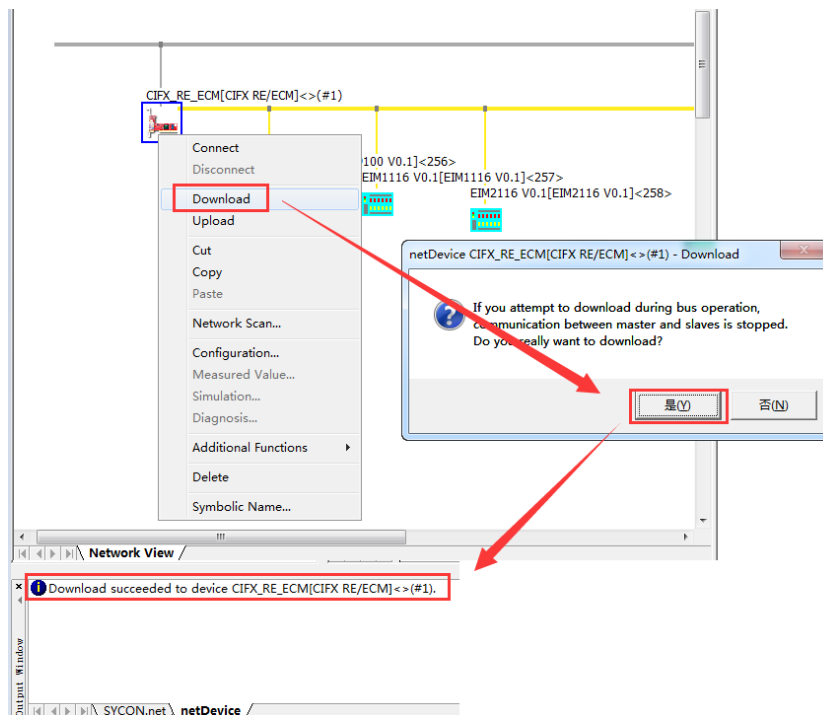 CIFX_RE_ECM[CIFX RE/ECM]<>(#1)
Connect
Disconnect
Download
Upload
Cut
Copy
Paste
Network Scan...
Configuration...
Measured Value...
Simulation...
Diagnosis...
Additional Functions
Delete
Symbolic Name...
100 V0.1]<256>
EIM1116 V0.1[EIM1116 V0.1]<257>
EIM2116 V0.1[EIM2116 V0.1]<258>
netDevice CIFX_RE_ECM[CIFX RE/ECM]<>(#1) - Download
If you attempt to download during bus operation,
communication between master and slaves is stopped.
Do you really want to download?
是(Y)
否(N)
Network View
Download succeeded to device CIFX_RE_ECM[CIFX RE/ECM]<>(#1).
Output Window
SYCON.net
netDevice